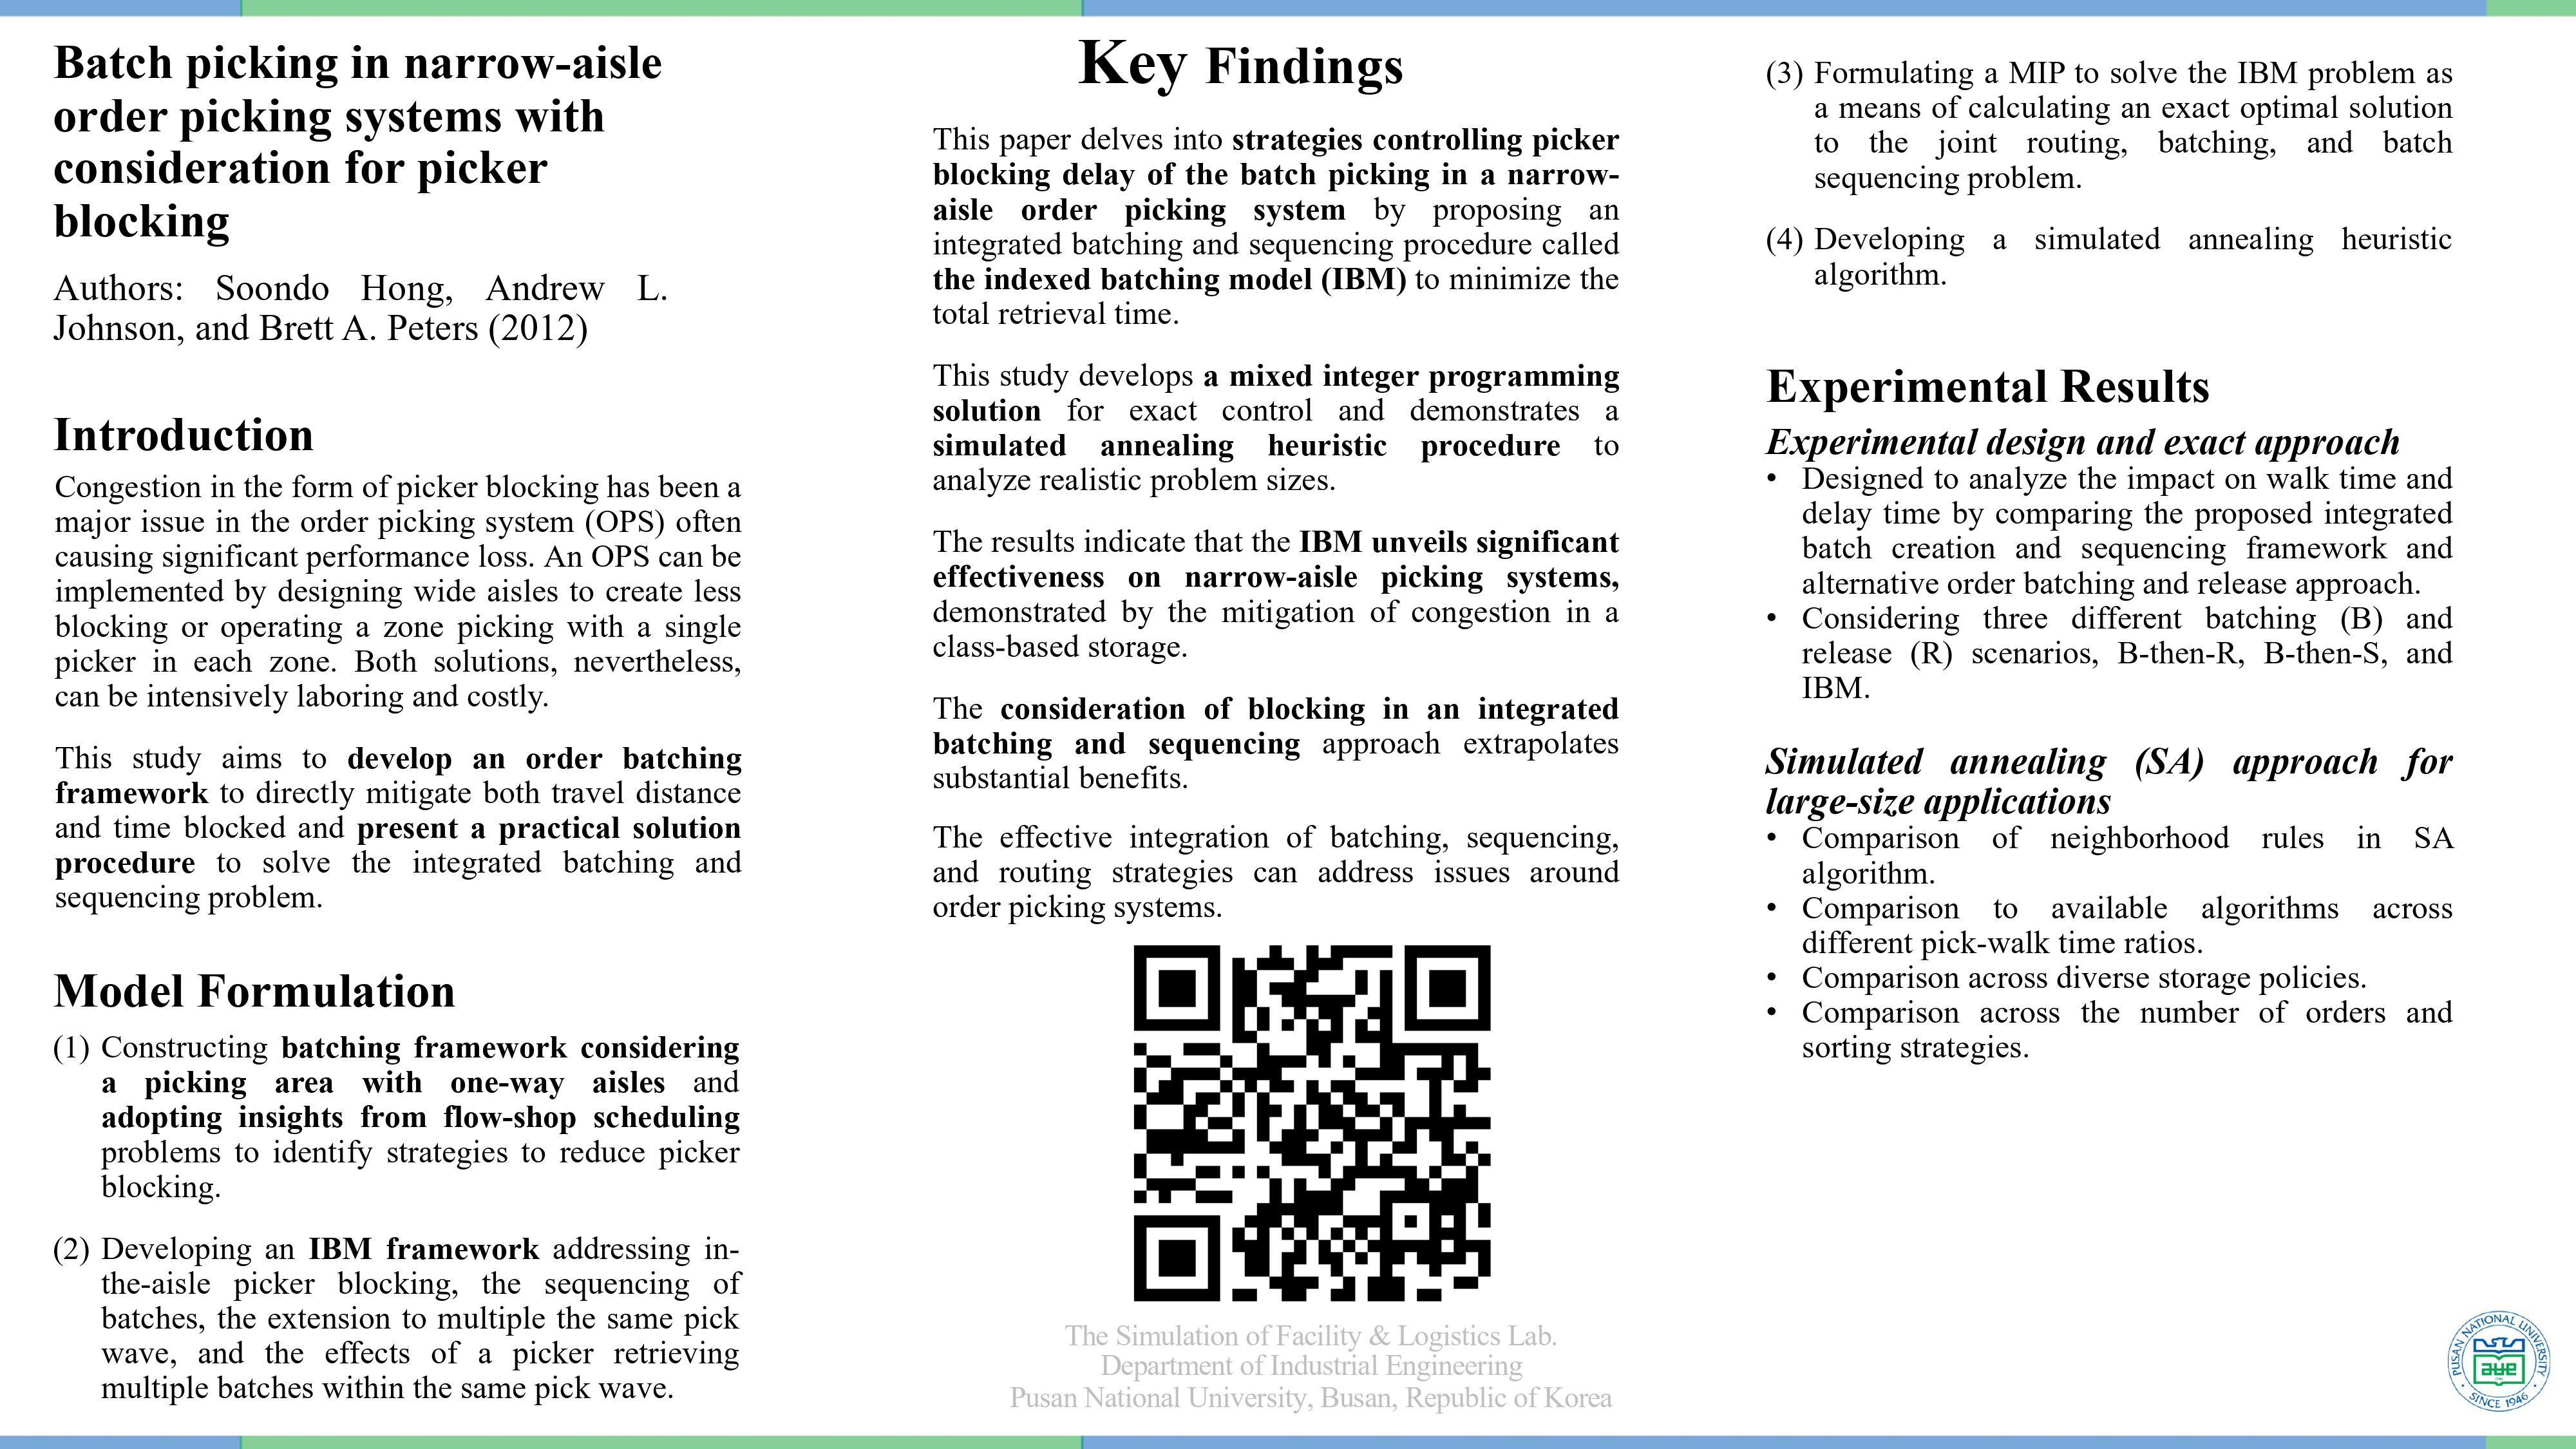 Batch picking in narrow-aisle
order picking systems with
consideration for picker
blocking
Authors: Soondo Hong, Andrew L.
Johnson, and Brett A. Peters (2012)
Introduction
Congestion in the form of picker blocking has been a
major issue in the order picking system (OPS) often
causing significant performance loss. An OPS can be
implemented by designing wide aisles to create less
blocking or operating a zone picking with a single
picker in each zone. Both solutions, nevertheless,
can be intensively laboring and costly.
This study aims to develop an order batching
framework to directly mitigate both travel distance
and time blocked and present a practical solution
procedure to solve the integrated batching and
sequencing problem.
Model Formulation
(1) Constructing batching framework considering
a picking area with one-way aisles and
adopting insights from flow-shop scheduling
problems to identify strategies to reduce picker
blocking.
(2) Developing an IBM framework addressing in-
the-aisle picker blocking, the sequencing of
batches, the extension to multiple the same pick
wave, and the effects of a picker retrieving
multiple batches within the same pick wave.
Key Findings
This paper delves into strategies controlling picker
blocking delay of the batch picking in a narrow-
aisle order picking system by proposing an
integrated batching and sequencing procedure called
the indexed batching model (IBM) to minimize the
total retrieval time.
This study develops a mixed integer programming
solution for exact control and demonstrates a
simulated annealing heuristic procedure to
analyze realistic problem sizes.
The results indicate that the IBM unveils significant
effectiveness on narrow-aisle picking systems,
demonstrated by the mitigation of congestion in a
class-based storage.
The consideration of blocking in an integrated
batching and sequencing approach extrapolates
substantial benefits.
The effective integration of batching, sequencing,
and routing strategies can address issues around
order picking systems.
The Simulation of Facility & Logistics Lab.
Department of Industrial Engineering
Pusan National University, Busan, Republic of Korea
(3) Formulating a MIP to solve the IBM problem as
a means of calculating an exact optimal solution
to the joint routing, batching, and batch
sequencing problem.
(4) Developing a simulated annealing heuristic
algorithm.
Experimental Results
Experimental design and exact approach
• Designed to analyze the impact on walk time and
delay time by comparing the proposed integrated
batch creation and sequencing framework and
alternative order batching and release approach.
• Considering three different batching (B) and
release (R) scenarios, B-then-R, B-then-S, and
IBM.
Simulated annealing (SA) approach for
large-size applications
• Comparison of neighborhood rules in SA
algorithm.
• Comparison to available algorithms across
different pick-walk time ratios.
• Comparison across diverse storage policies.
• Comparison across the number of orders and
sorting strategies.
PUSAN NATIONAL UNIVERSITY
SINCE 1946